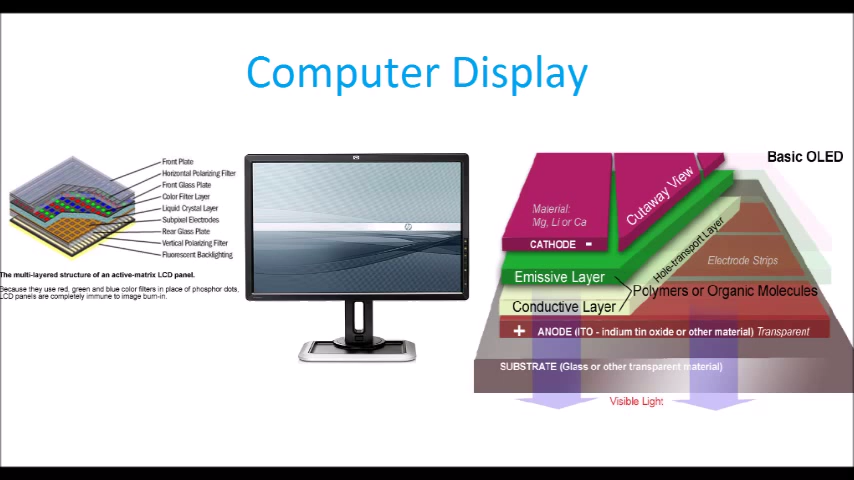 Computer Display
Front Plate
Horizontal Polarizing Filter
Front Glass Plate
Color Filter Layer
Liquid Crystal Layer
Subpixel Electrodes
Rear Glass Plate
Vertical Polarizing Filter
Fluorescent Backlighting
The multi-layered structure of an active-matrix LCD panel.
Because they use red, green and blue color filters in place of phosphor dots,
LCD panels are completely immune to image burn-in.
hp
Basic OLED
Cutaway View
Material:
Mg, Li or Ca
CATHODE -
Emissive Layer
Hole-transport Layer
Electrode Strips
Polymers or Organic Molecules
Conductive Layer
+ ANODE (ITO - indium tin oxide or other material) Transparent
SUBSTRATE (Glass or other transparent material)
Visible Light